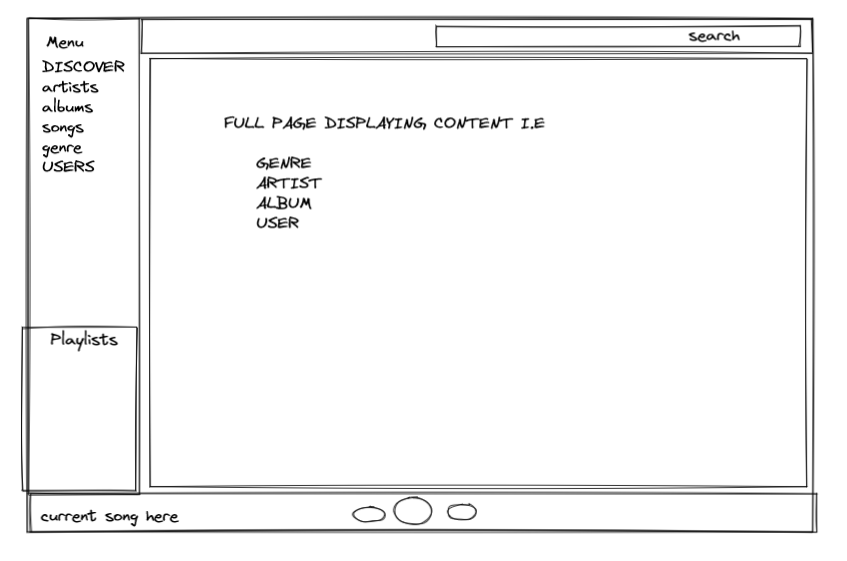 Menu
DISCOVER
artists
albums
songs
genre
USERS
Playlists
search
FULL PAGE DISPLAYING CONTENT I.E
GENRE
ARTIST
ALBUM
USER
current song here